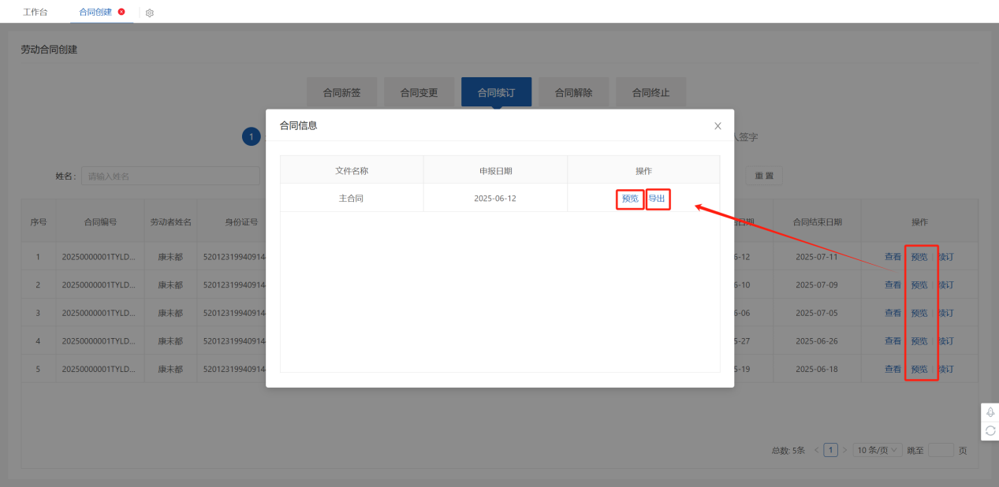 工作台 合同创建
劳动合同创建
合同新签 合同变更 合同续订 合同解除 合同终止
合同信息
1 人签字
文件名称 申报日期 操作
姓名: 请输入姓名 重置
主合同 2025-06-12 预览 导出
序号 合同编号 劳动者姓名 身份证号 日期 合同结束日期 操作
1 20250000001TYLD... 康未都 5201231994091 5-12 2025-07-11 查看 预览 续订
2 20250000001TYLD... 康未都 5201231994091 5-10 2025-07-09 查看 预览 续订
3 20250000001TYLD... 康未都 5201231994091 5-06 2025-07-05 查看 预览 续订
4 20250000001TYLD... 康未都 5201231994091 5-27 2025-06-26 查看 预览 续订
5 20250000001TYLD... 康未都 5201231994091 5-19 2025-06-18 查看 预览 续订
总数: 5条 < 1 > 10 条/页 跳至 页